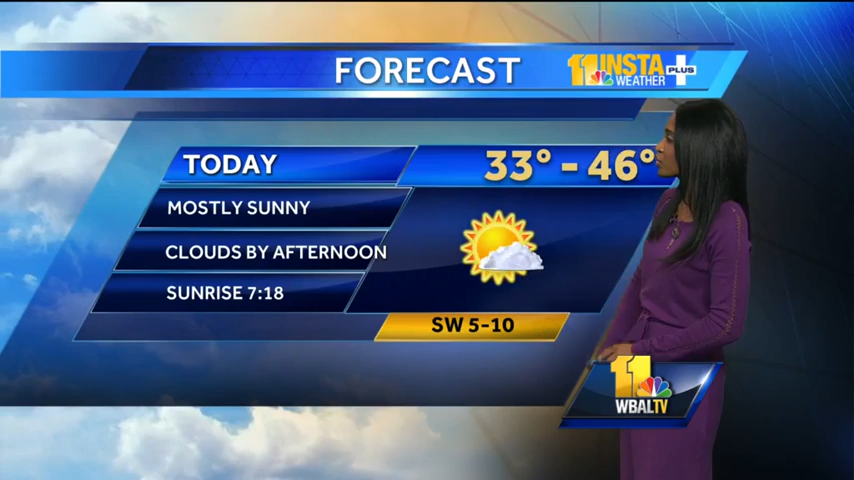 FORECAST
11 INSTA
WEATHER PLUS
TODAY
33° - 46°
MOSTLY SUNNY
CLOUDS BY AFTERNOON
SUNRISE 7:18
SW 5-10
11
WBALTV